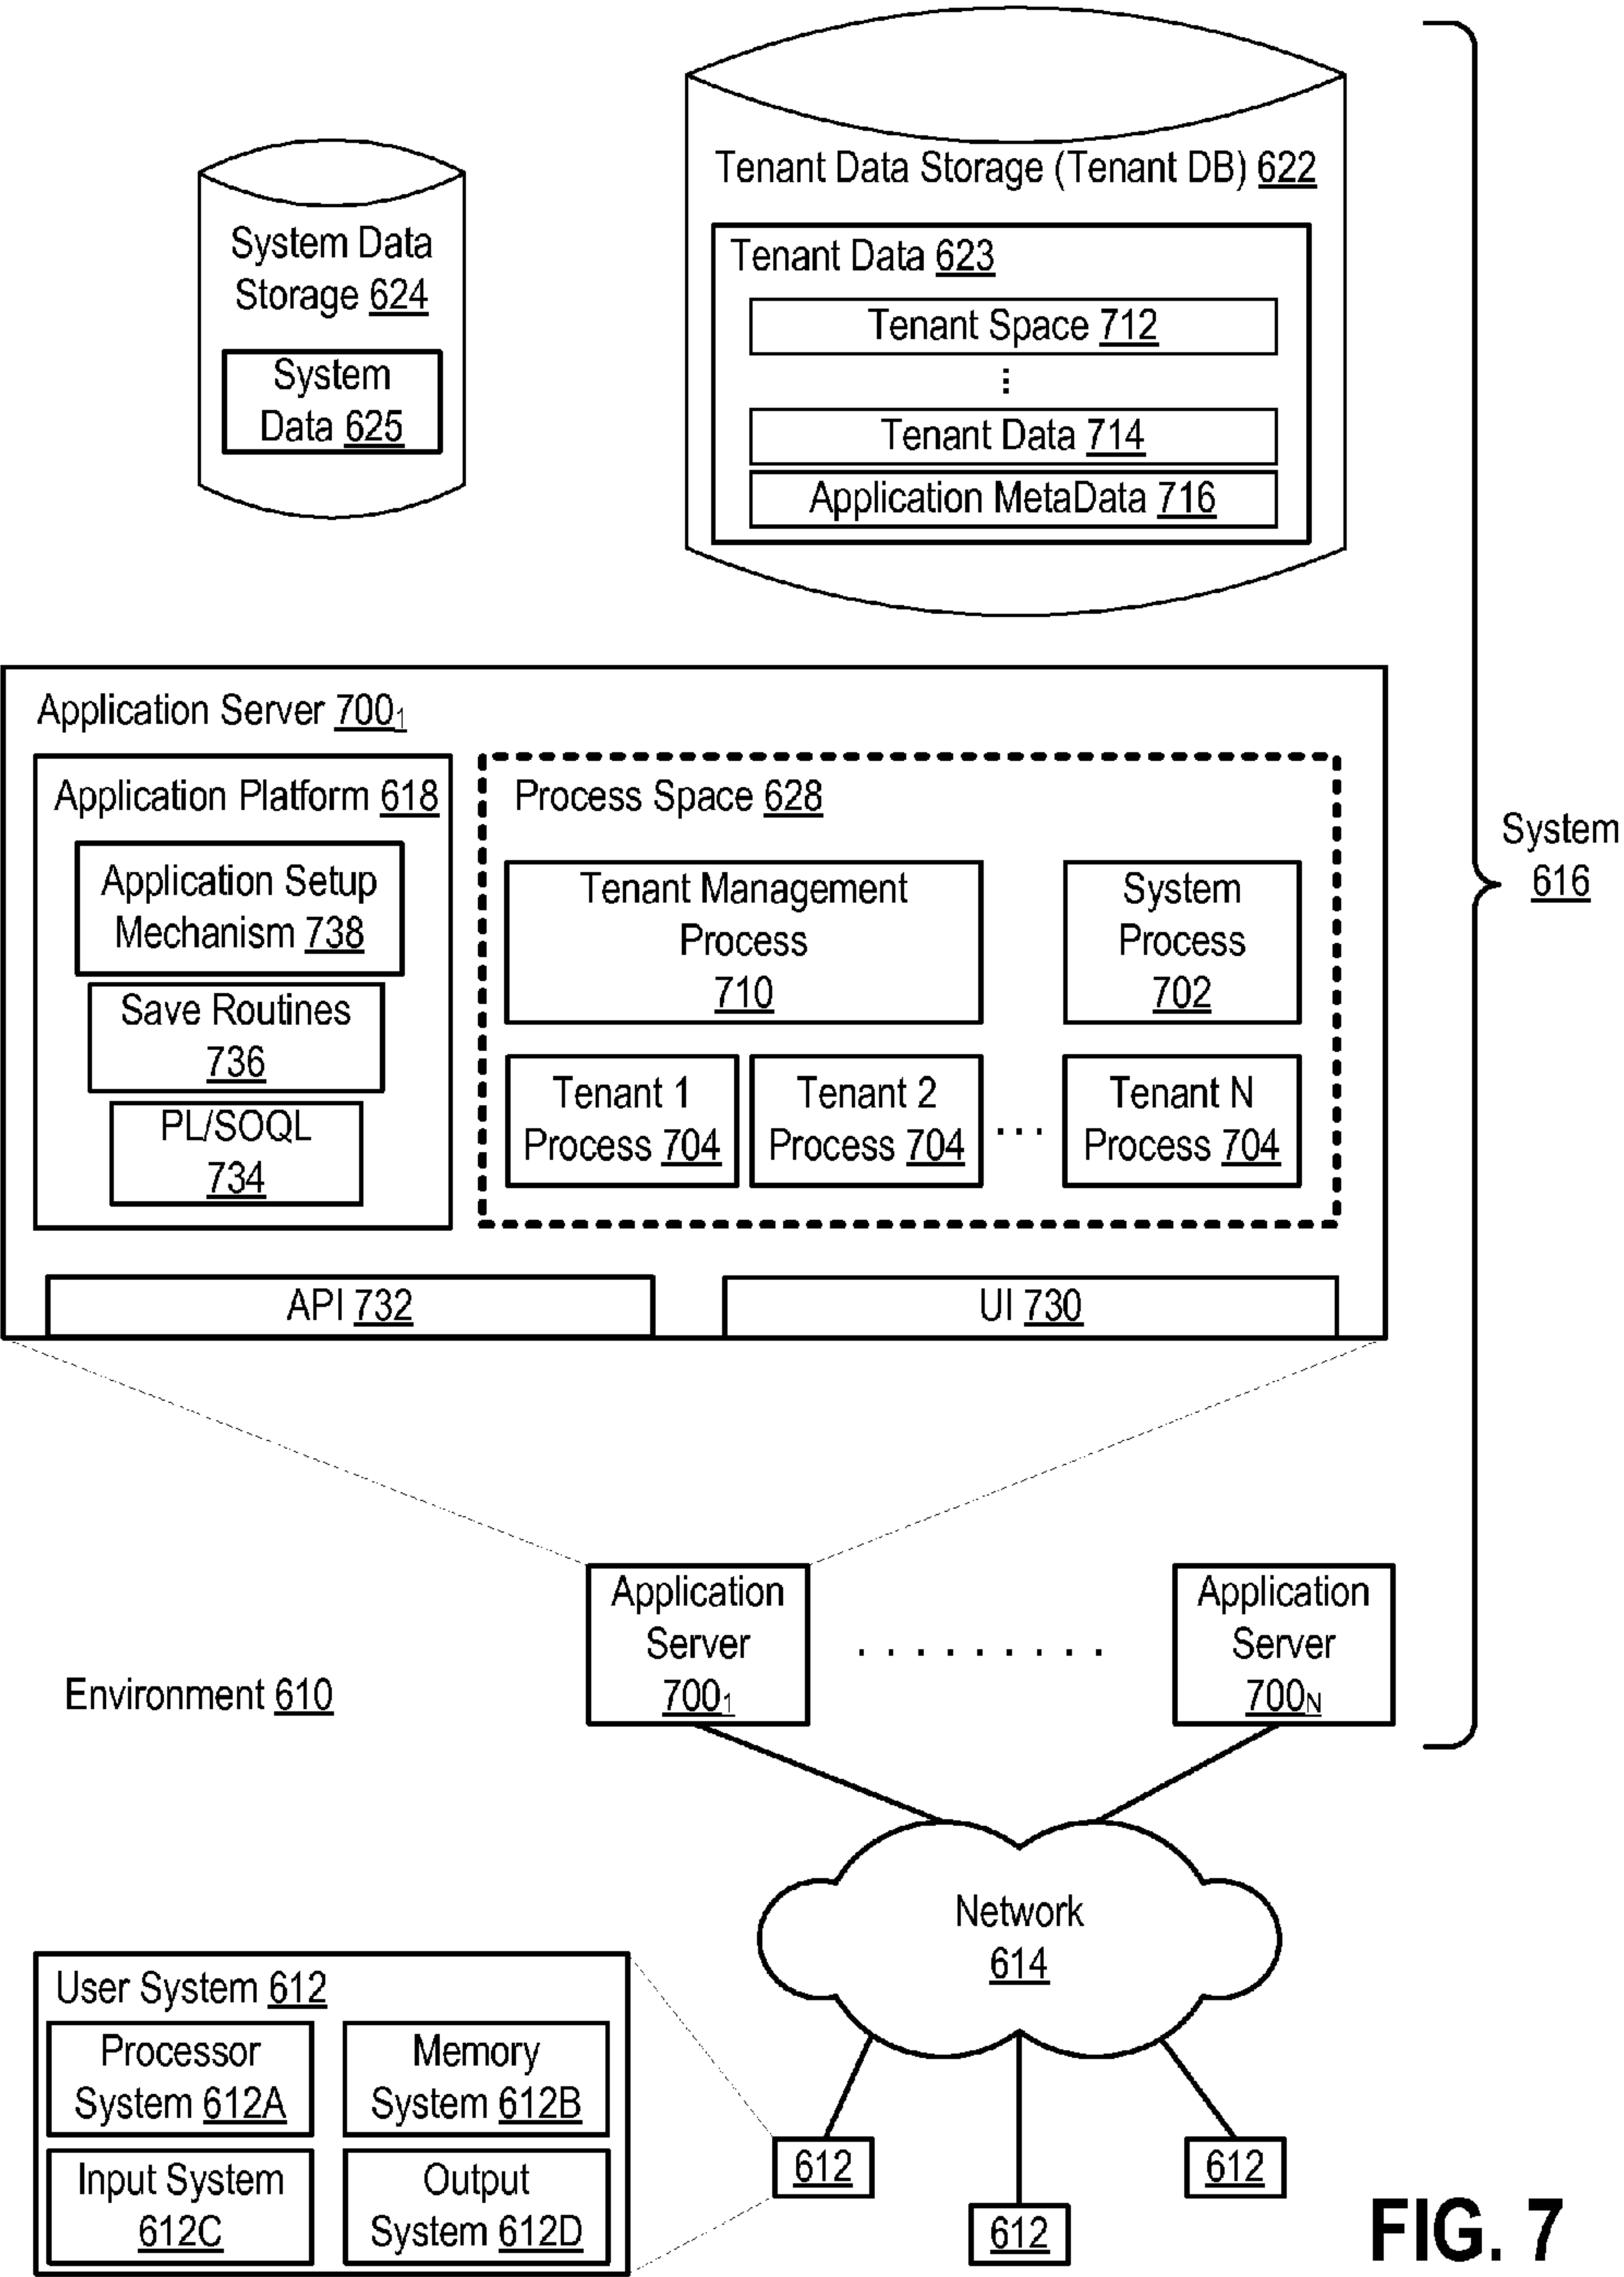 Tenant Data Storage (Tenant DB) 622
System Data
Storage 624
System
Data 625
Tenant Data 623
Tenant Space 712
⋮
Tenant Data 714
Application MetaData 716
System
616
Application Server 700₁
Application Platform 618
Application Setup
Mechanism 738
Save Routines
736
PL/SOQL
734
Process Space 628
Tenant Management
Process
710
System
Process
702
Tenant 1
Process 704
Tenant 2
Process 704
...
Tenant N
Process 704
API 732
UI 730
Application
Server
700₁
. . . . . . . . .
Application
Server
700N
Environment 610
Network
614
User System 612
Processor
System 612A
Memory
System 612B
Input System
612C
Output
System 612D
612
612
612
FIG. 7